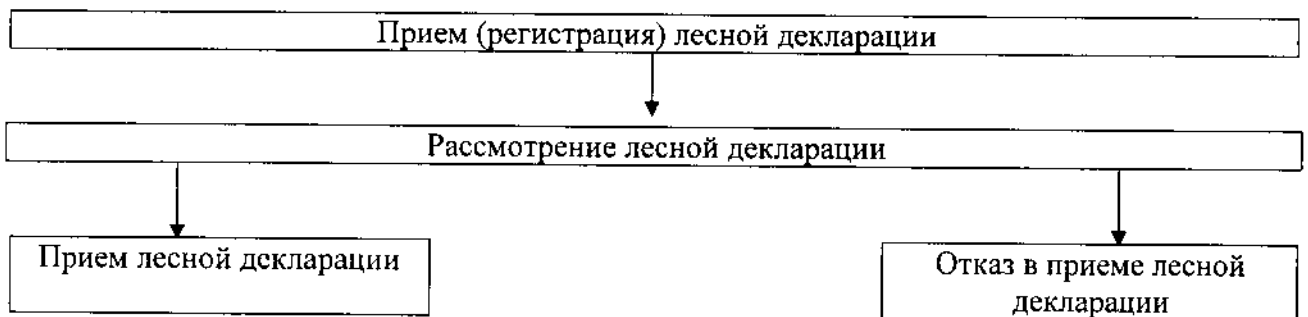 Прием (регистрация) лесной декларации
Рассмотрение лесной декларации
Прием лесной декларации
Отказ в приеме лесной
декларации